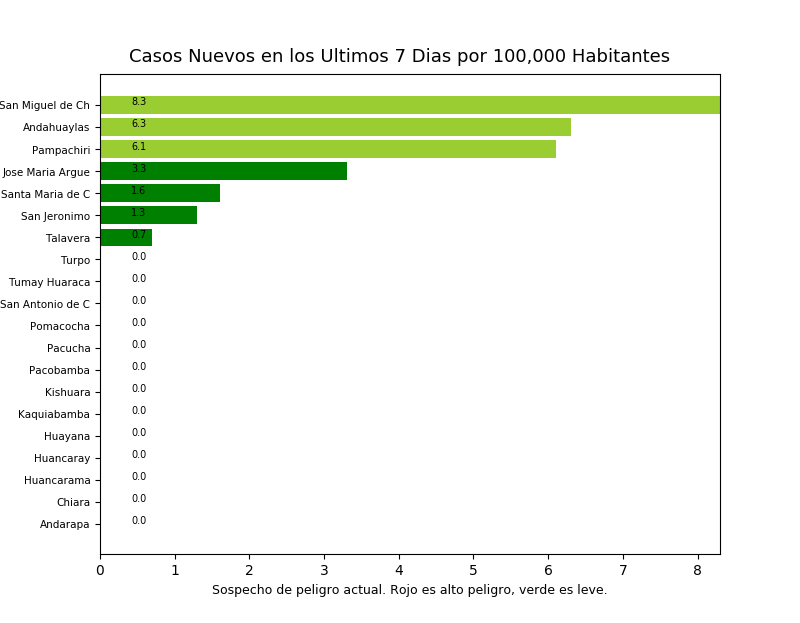 Casos Nuevos en los Ultimos 7 Dias por 100,000 Habitantes
San Miguel de Ch 8.3
Andahuaylas 6.3
Pampachiri 6.1
Jose Maria Argue 3.3
Santa Maria de C 1.6
San Jeronimo 1.3
Talavera 0.7
Turpo 0.0
Tumay Huaraca 0.0
San Antonio de C 0.0
Pomacocha 0.0
Pacucha 0.0
Pacobamba 0.0
Kishuara 0.0
Kaquiabamba 0.0
Huayana 0.0
Huancaray 0.0
Huancarama 0.0
Chiara 0.0
Andarapa 0.0
0 1 2 3 4 5 6 7 8
Sospecho de peligro actual. Rojo es alto peligro, verde es leve.